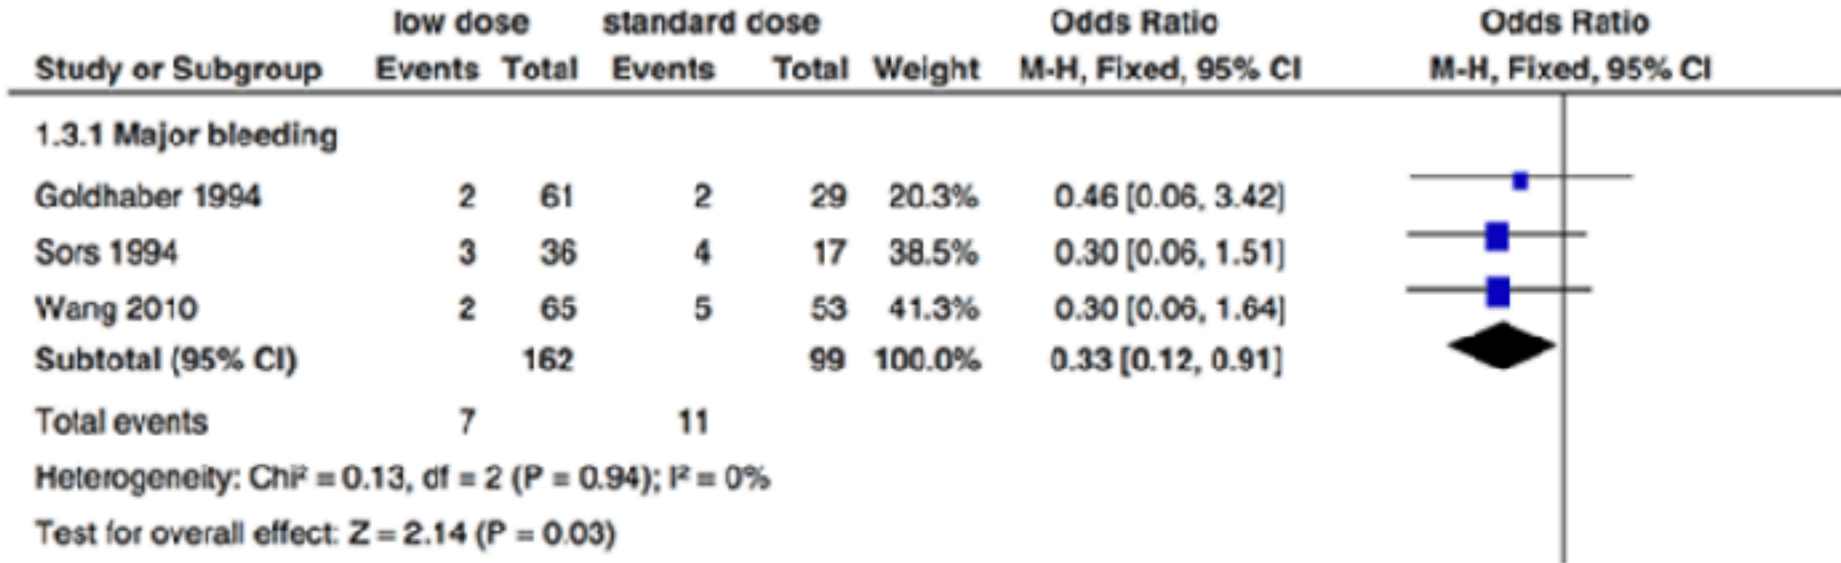 low dose standard dose Odds Ratio Odds Ratio
Study or Subgroup Events Total Events Total Weight M-H, Fixed, 95% CI M-H, Fixed, 95% CI
1.3.1 Major bleeding
Goldhaber 1994 2 61 2 29 20.3% 0.46 [0.06, 3.42]
Sors 1994 3 36 4 17 38.5% 0.30 [0.06, 1.51]
Wang 2010 2 65 5 53 41.3% 0.30 [0.06, 1.64]
Subtotal (95% CI) 162 99 100.0% 0.33 [0.12, 0.91]
Total events 7 11
Heterogeneity: Chi² = 0.13, df = 2 (P = 0.94); I² = 0%
Test for overall effect: Z = 2.14 (P = 0.03)